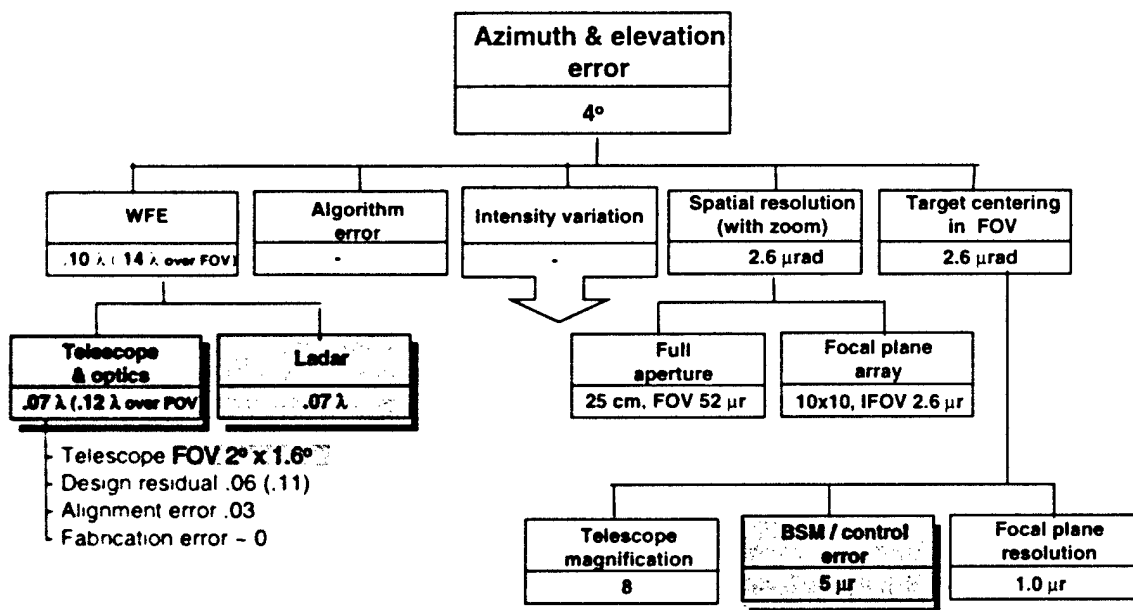 Azimuth & elevation
error
4°
WFE
.10 λ (.14 λ over FOV)
Algorithm
error
-
Intensity variation
-
Spatial resolution
(with zoom)
2.6 μrad
Target centering
in FOV
2.6 μrad
Telescope
& optics
.07 λ (.12 λ over FOV
Ladar
.07 λ
Full
aperture
25 cm, FOV 52 μr
Focal plane
array
10x10, IFOV 2.6 μr
Telescope FOV 2° x 1.6°
Design residual .06 (.11)
Alignment error .03
Fabrication error ~ 0
Telescope
magnification
8
BSM / control
error
5 μr
Focal plane
resolution
1.0 μr